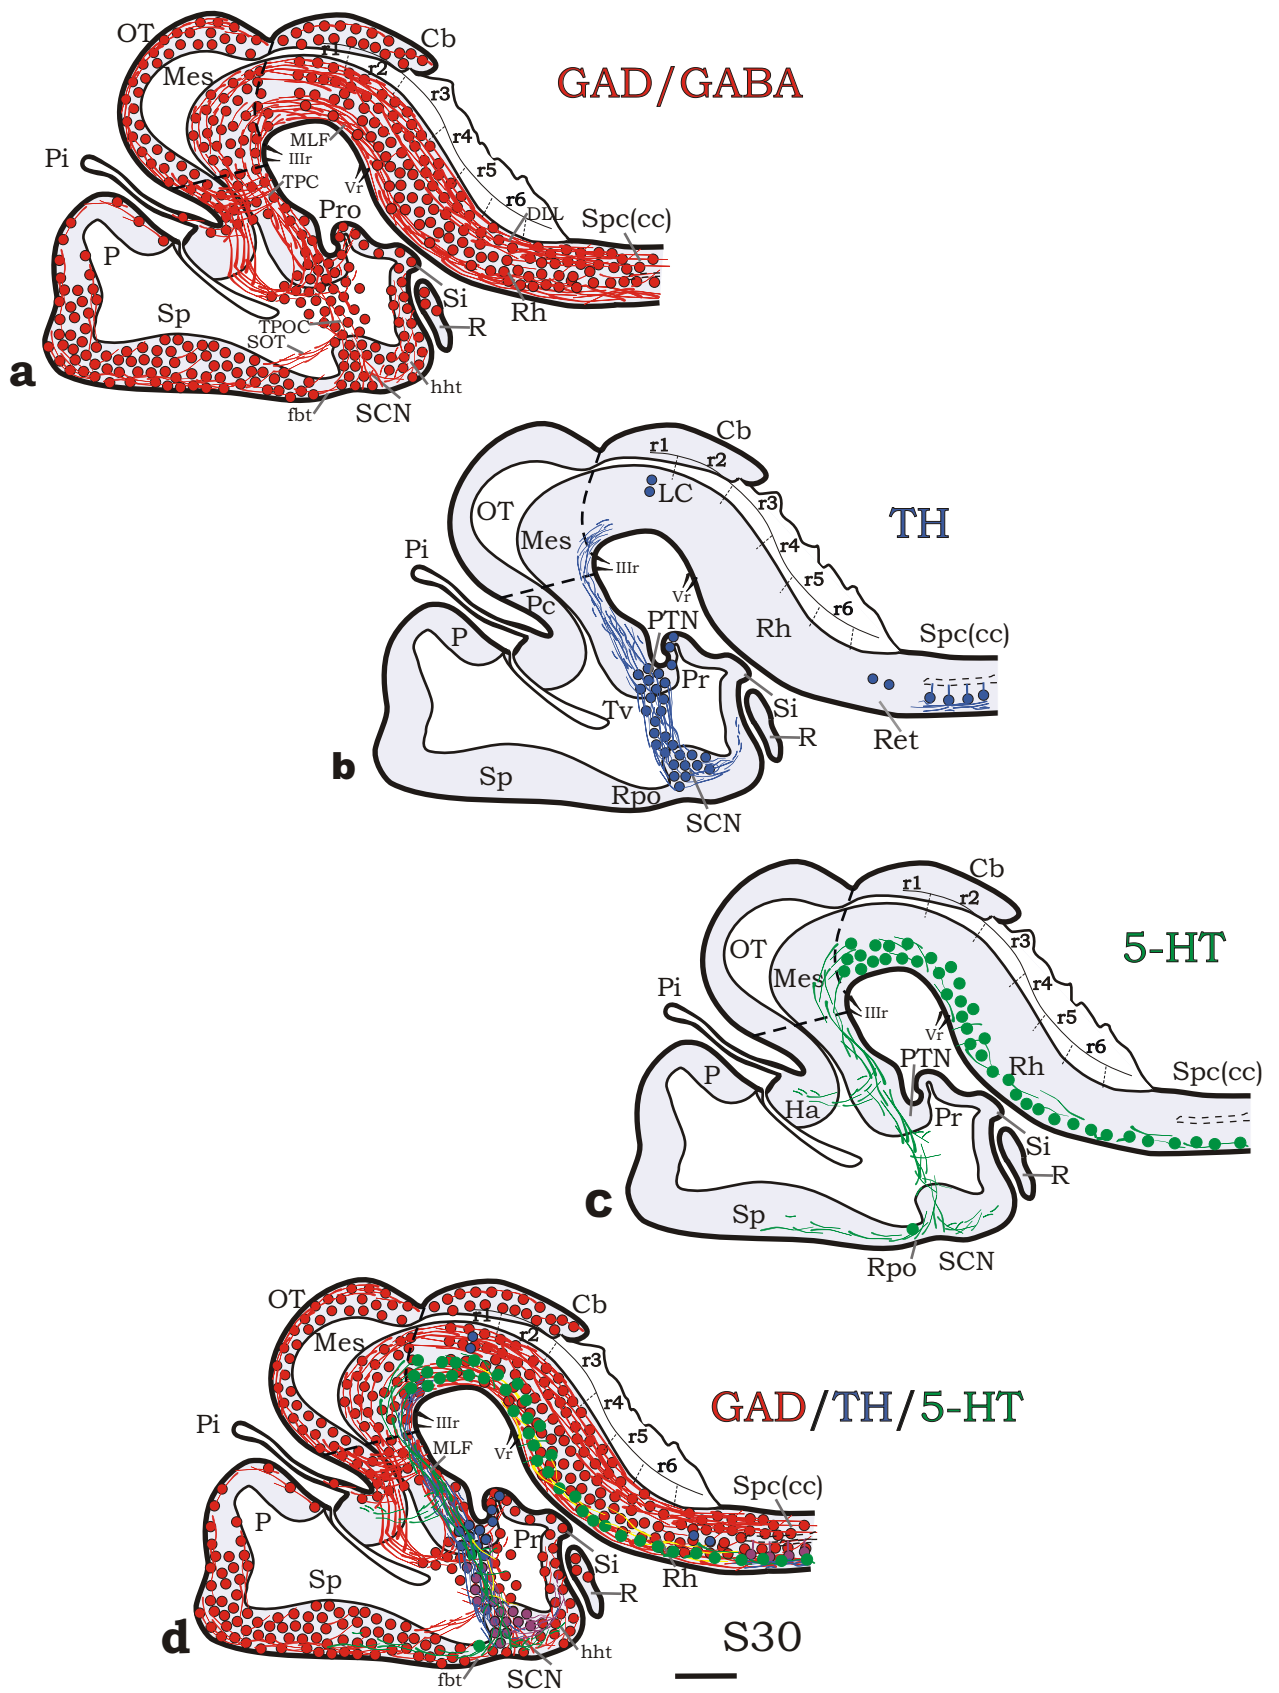 OT
Cb
r1
r2
Mes
GAD/GABA
r3
MLF
r4
Pi
IIIr
r5
TPC
Vr
r6
Pro
DLL
Spc(cc)
P
Si
Sp
Rh
TPOC
R
SOT
a
hht
fbt
SCN
Cb
r1
r2
LC
OT
r3
TH
Mes
r4
Pi
IIIr
r5
Pc
Vr
r6
PTN
Rh
Spc(cc)
P
Pr
Tv
Si
R
Ret
b
Sp
Rpo
SCN
Cb
r1
r2
OT
r3
5-HT
Mes
r4
Pi
IIIr
r5
Vr
r6
PTN
Rh
P
Spc(cc)
Ha
Pr
Si
R
c
Sp
Rpo
SCN
OT
Cb
r1
r2
Mes
r3
r4
GAD/TH/5-HT
Pi
IIIr
r5
MLF
Vr
r6
Spc(cc)
P
Pr
Si
Sp
Rh
R
d
S30
hht
fbt
SCN